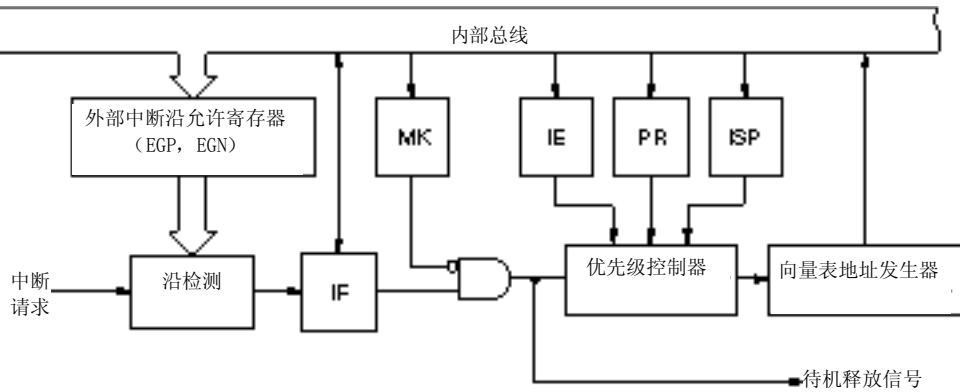 内部总线
外部中断沿允许寄存器
（EGP，EGN）
MK
IE
PR
ISP
中断
请求
沿检测
IF
优先级控制器
向量表地址发生器
待机释放信号